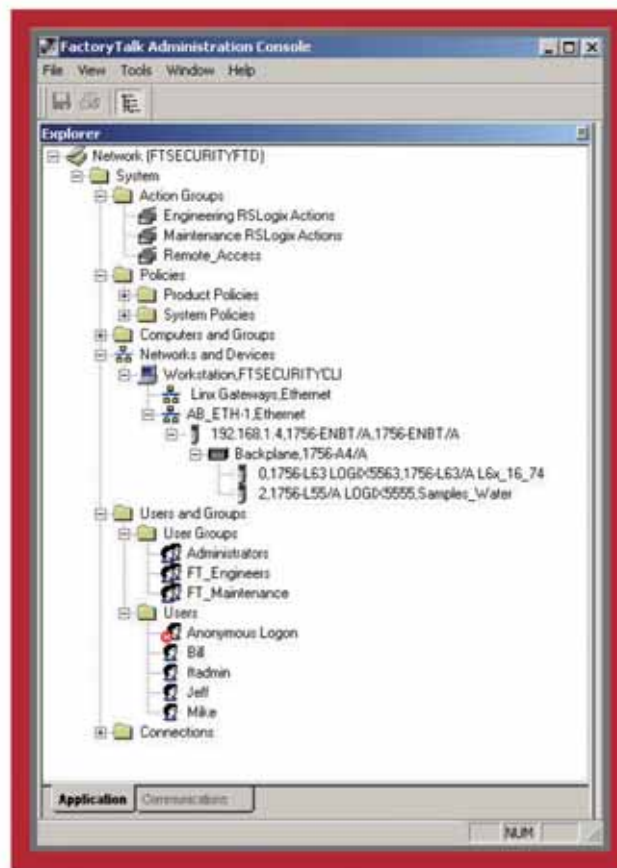 FactoryTalk Administration Console
File View Tools Window Help
Explorer
Network (FTSECURITYFTD)
System
Action Groups
Engineering RSLogix Actions
Maintenance RSLogix Actions
Remote_Access
Policies
Product Policies
System Policies
Computers and Groups
Networks and Devices
Workstation,FTSECURITYCLI
Linx Gateways,Ethernet
AB_ETH-1,Ethernet
192.168.1.4,1756-ENBT/A,1756-ENBT/A
Backplane,1756-A4/A
0,1756-L63 LOGIX5563,1756-L63/A L6x_16_74
2,1756-L55/A LOGIX5555,Samples_Water
Users and Groups
User Groups
Administrators
FT_Engineers
FT_Maintenance
Users
Anonymous Logon
Bill
ftadmin
Jeff
Mike
Connections
Application Communications
NUM